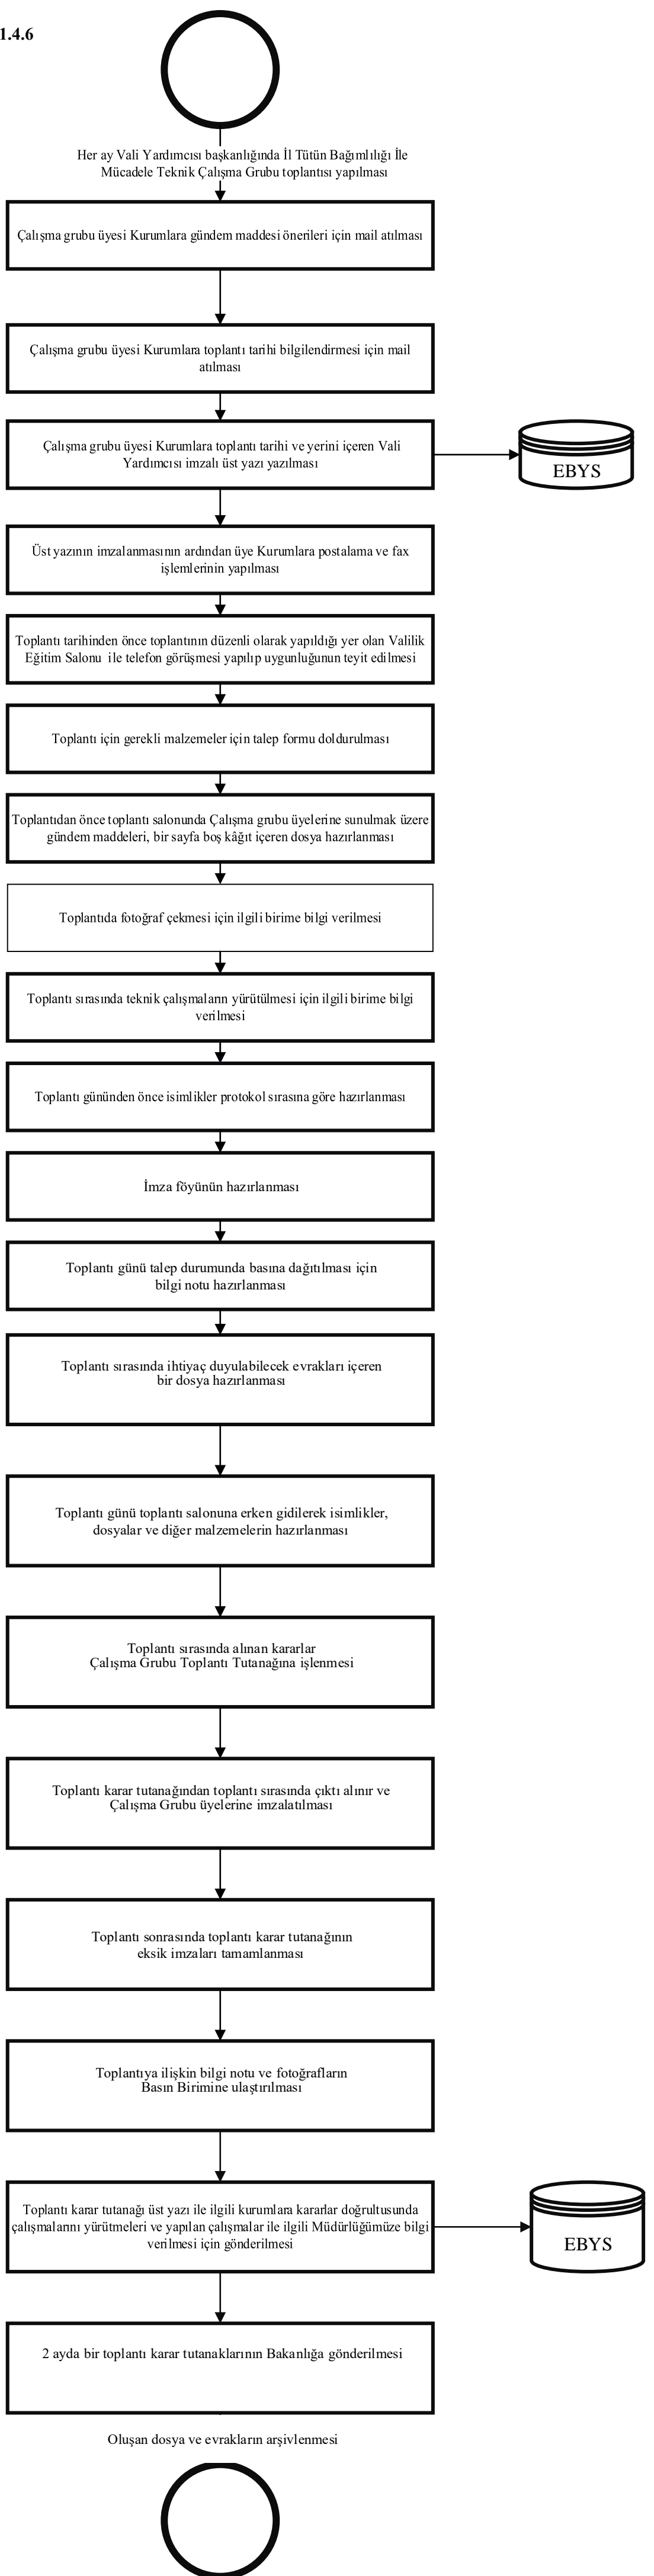 1.4.6
Her ay Vali Yardımcısı başkanlığında İl Tütün Bağımlılığı İle
Mücadele Teknik Çalışma Grubu toplantısı yapılması
Çalışma grubu üyesi Kurumlara gündem maddesi önerileri için mail atılması
Çalışma grubu üyesi Kurumlara toplantı tarihi bilgilendirmesi için mail
atılması
Çalışma grubu üyesi Kurumlara toplantı tarihi ve yerini içeren Vali
Yardımcısı imzalı üst yazı yazılması
EBYS
Üst yazının imzalanmasının ardından üye Kurumlara postalama ve fax
işlemlerinin yapılması
Toplantı tarihinden önce toplantının düzenli olarak yapıldığı yer olan Valilik
Eğitim Salonu ile telefon görüşmesi yapılıp uygunluğunun teyit edilmesi
Toplantı için gerekli malzemeler için talep formu doldurulması
Toplantıdan önce toplantı salonunda Çalışma grubu üyelerine sunulmak üzere
gündem maddeleri, bir sayfa boş kâğıt içeren dosya hazırlanması
Toplantıda fotoğraf çekmesi için ilgili birime bilgi verilmesi
Toplantı sırasında teknik çalışmaların yürütülmesi için ilgili birime bilgi
verilmesi
Toplantı gününden önce isimlikler protokol sırasına göre hazırlanması
İmza föyünün hazırlanması
Toplantı günü talep durumunda basına dağıtılması için
bilgi notu hazırlanması
Toplantı sırasında ihtiyaç duyulabilecek evrakları içeren
bir dosya hazırlanması
Toplantı günü toplantı salonuna erken gidilerek isimlikler,
dosyalar ve diğer malzemelerin hazırlanması
Toplantı sırasında alınan kararlar
Çalışma Grubu Toplantı Tutanağına işlenmesi
Toplantı karar tutanağından toplantı sırasında çıktı alınır ve
Çalışma Grubu üyelerine imzalatılması
Toplantı sonrasında toplantı karar tutanağının
eksik imzaları tamamlanması
Toplantıya ilişkin bilgi notu ve fotoğrafların
Basın Birimine ulaştırılması
Toplantı karar tutanağı üst yazı ile ilgili kurumlara kararlar doğrultusunda
çalışmalarını yürütmeleri ve yapılan çalışmalar ile ilgili Müdürlüğümüze bilgi
verilmesi için gönderilmesi
EBYS
2 ayda bir toplantı karar tutanaklarının Bakanlığa gönderilmesi
Oluşan dosya ve evrakların arşivlenmesi